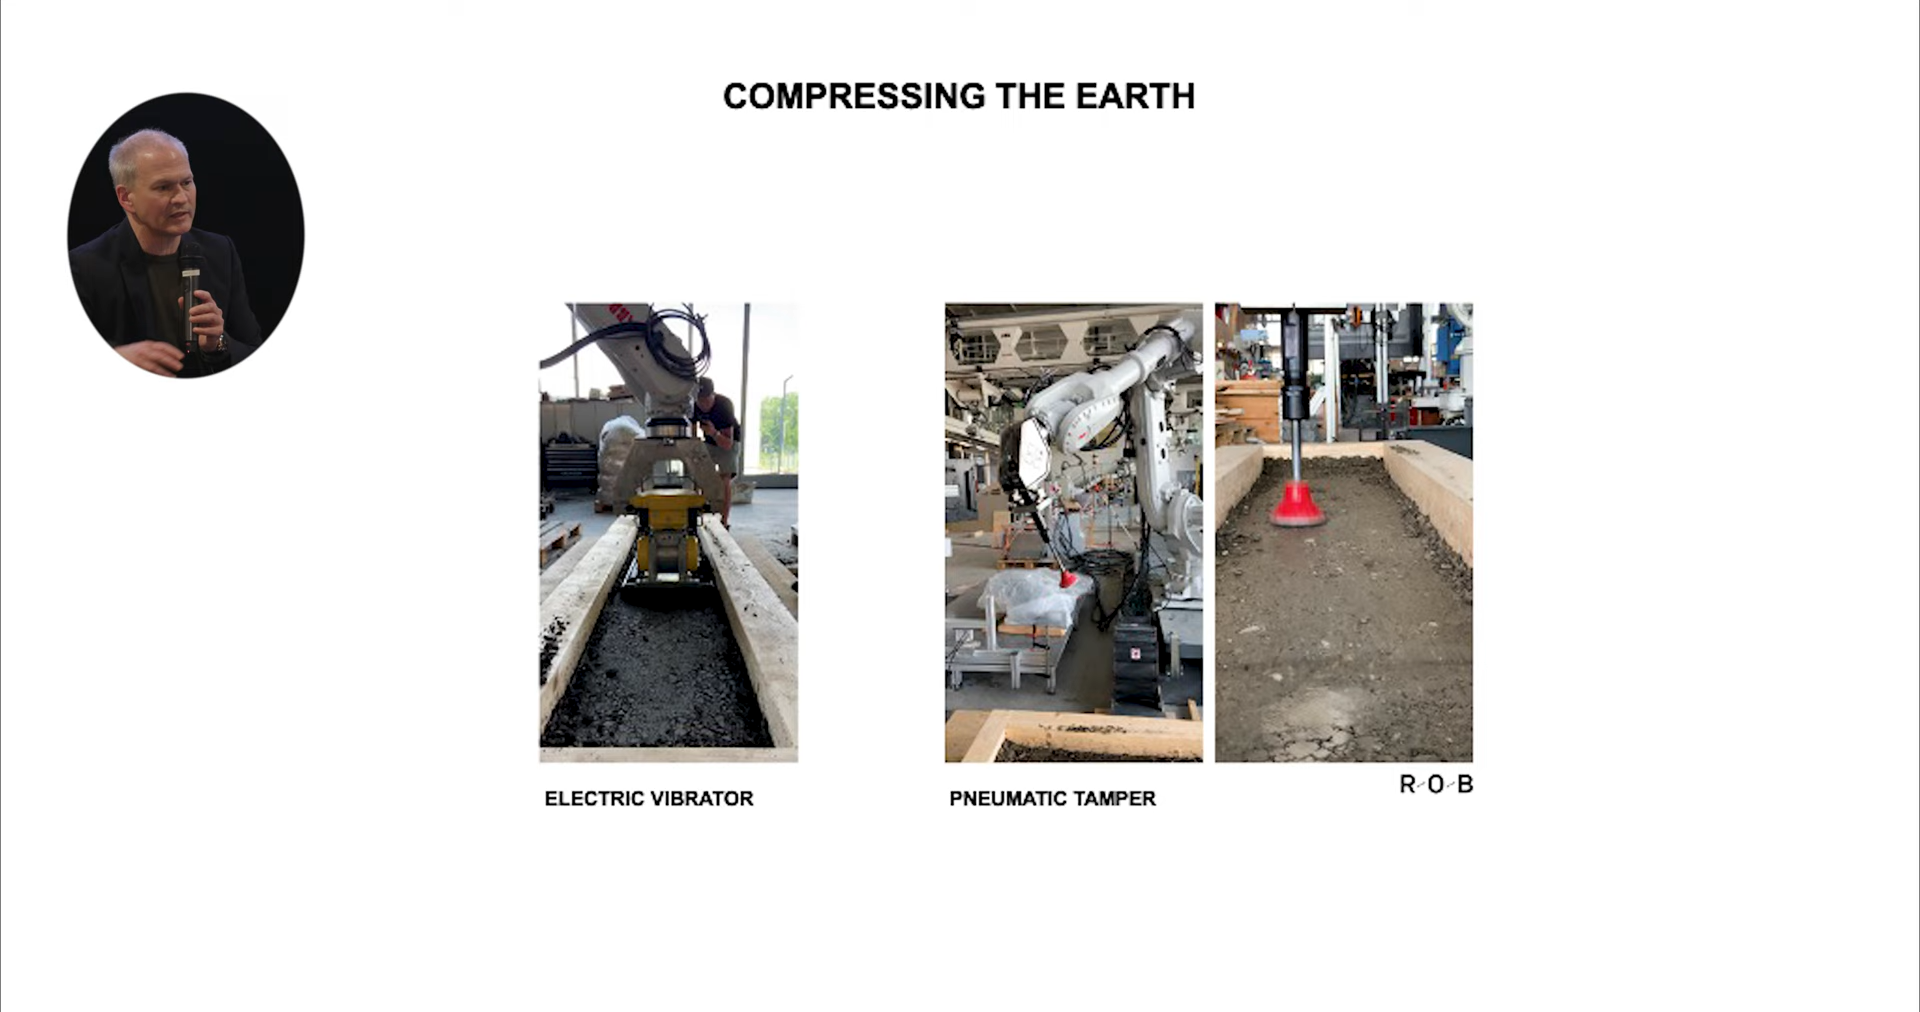 COMPRESSING THE EARTH
ELECTRIC VIBRATOR
PNEUMATIC TAMPER
R-O-B